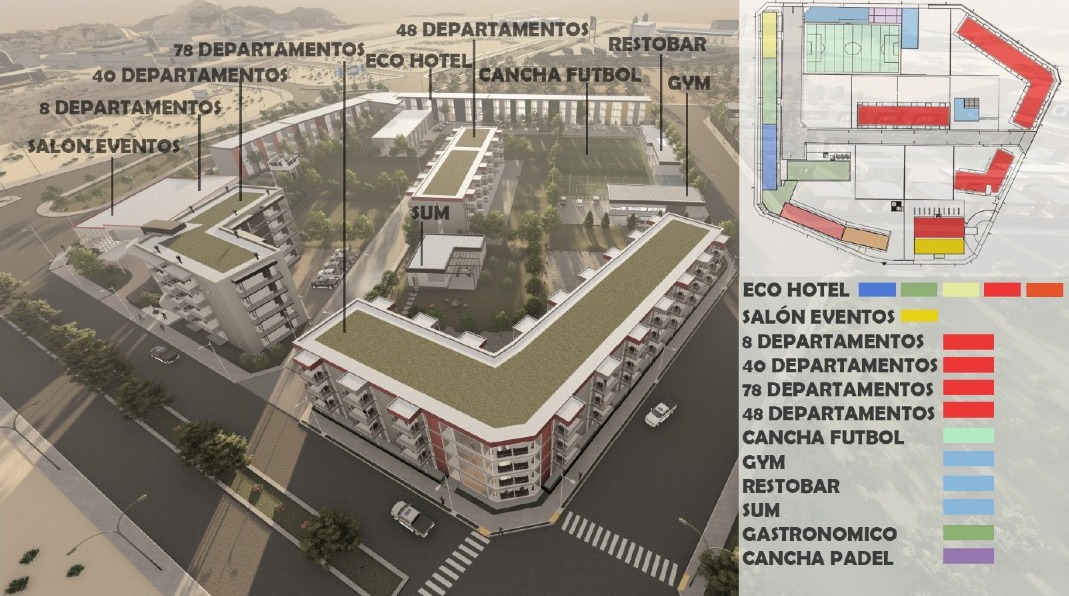 48 DEPARTAMENTOS
78 DEPARTAMENTOS
RESTOBAR
ECO HOTEL
40 DEPARTAMENTOS
CANCHA FUTBOL
GYM
8 DEPARTAMENTOS
SALÓN EVENTOS
SUM
ECO HOTEL
SALÓN EVENTOS
8 DEPARTAMENTOS
40 DEPARTAMENTOS
78 DEPARTAMENTOS
48 DEPARTAMENTOS
CANCHA FUTBOL
GYM
RESTOBAR
SUM
GASTRONOMICO
CANCHA PADEL